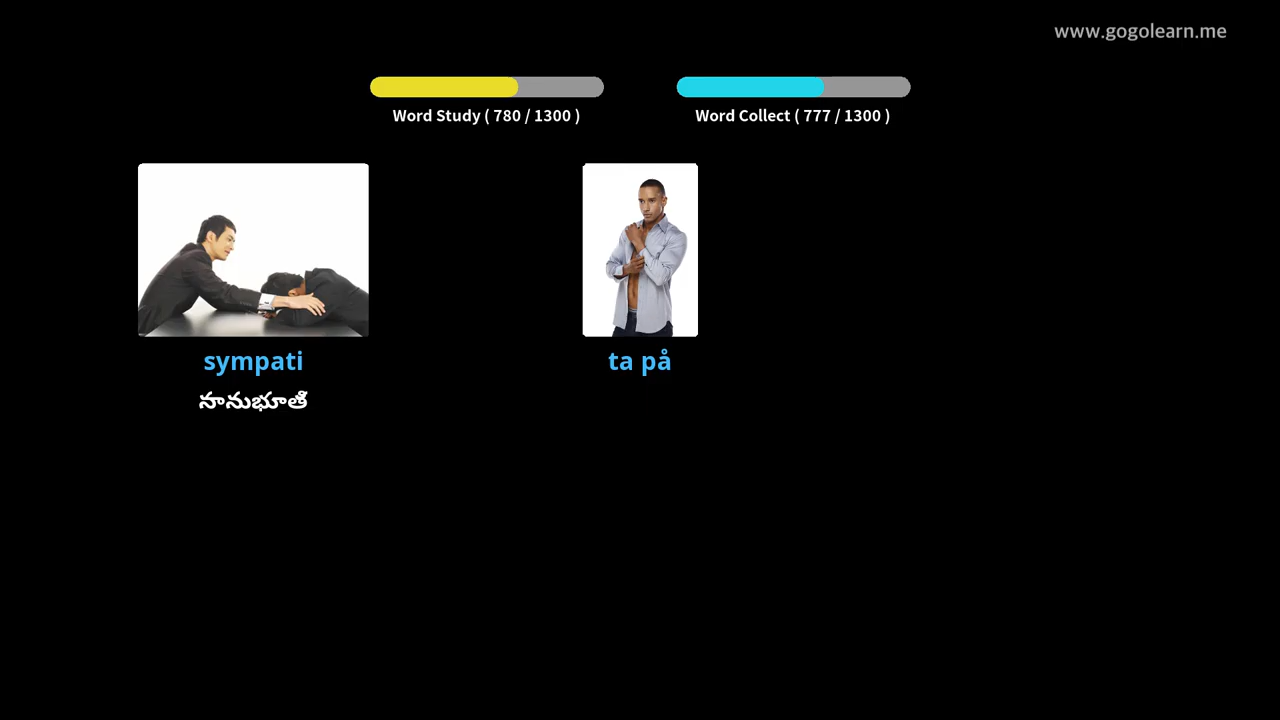 www.gogolearn.me
Word Study ( 780 / 1300 )
Word Collect ( 777 / 1300 )
sympati
ta på
సానుభూతి